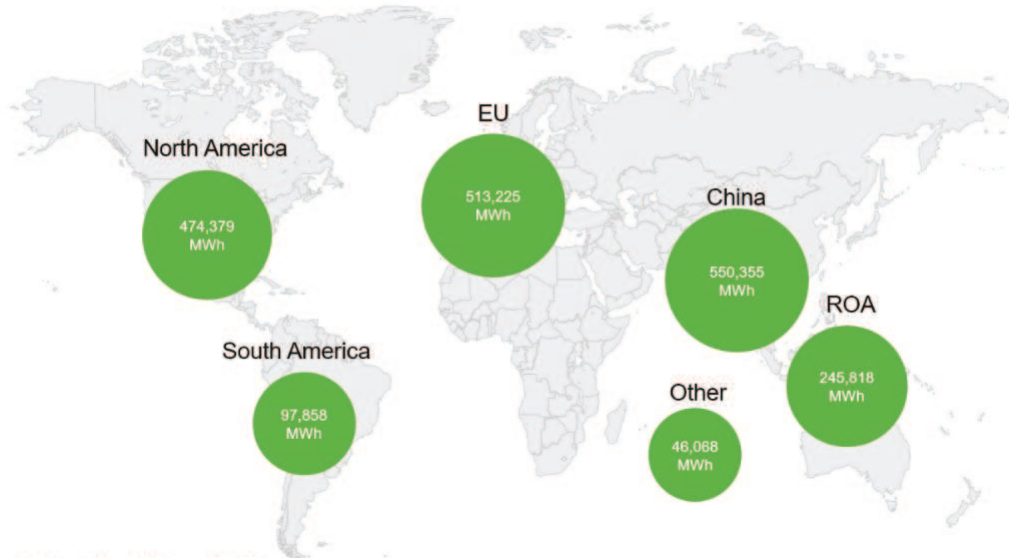 EU
513,225
MWh
North America
474,379
MWh
China
550,355
MWh
ROA
245,818
MWh
South America
97,858
MWh
Other
46,068
MWh